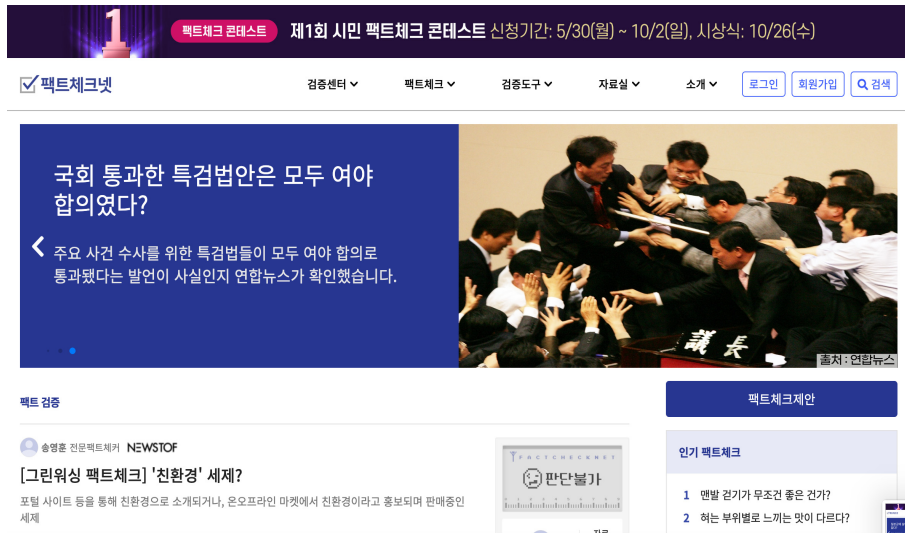 1 팩트체크 콘테스트 제1회 시민 팩트체크 콘테스트 신청기간: 5/30(월) ~ 10/2(일), 시상식: 10/26(수)
팩트체크넷 검증센터 팩트체크 검증도구 자료실 소개 로그인 회원가입 검색
국회 통과한 특검법안은 모두 여야
합의였다?
주요 사건 수사를 위한 특검법들이 모두 여야 합의로
통과됐다는 발언이 사실인지 연합뉴스가 확인했습니다.
議長
출처 : 연합뉴스
팩트 검증
송영훈 전문팩트체커 NEWSTOF
[그린워싱 팩트체크] '친환경' 세제?
포털 사이트 등을 통해 친환경으로 소개되거나, 온오프라인 마켓에서 친환경이라고 홍보되며 판매중인
세제
FACTCHECKNET
판단불가
자료
팩트체크제안
인기 팩트체크
1 맨발 걷기가 무조건 좋은 건가?
2 혀는 부위별로 느끼는 맛이 다르다?